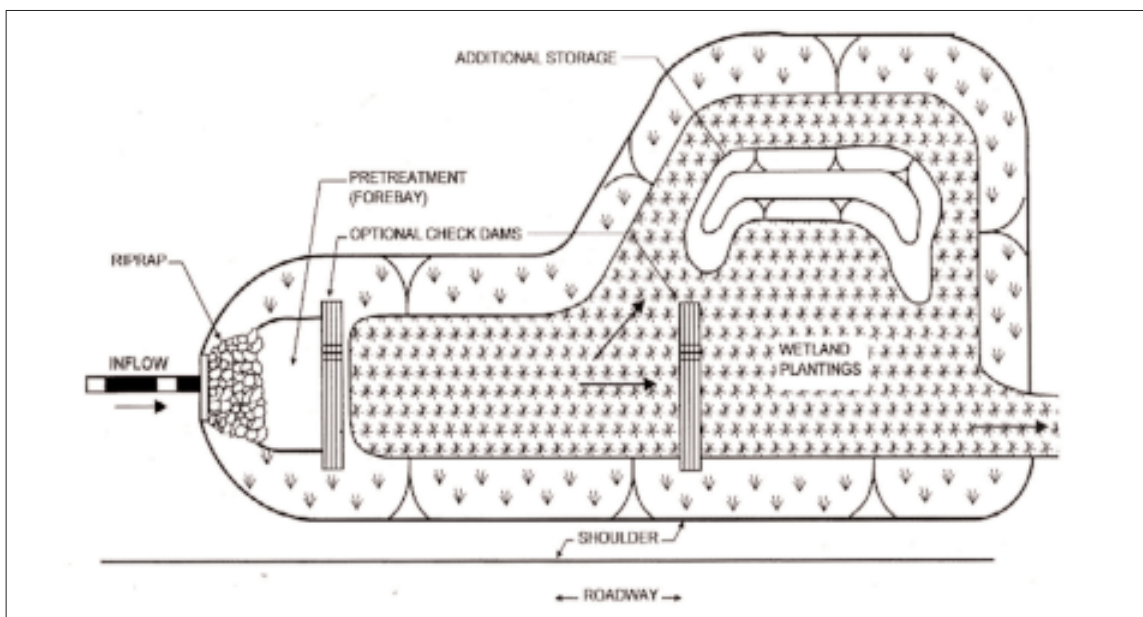 ADDITIONAL STORAGE
PRETREATMENT
(FOREBAY)
OPTIONAL CHECK DAMS
RIPRAP
INFLOW
WETLAND
PLANTINGS
SHOULDER
ROADWAY